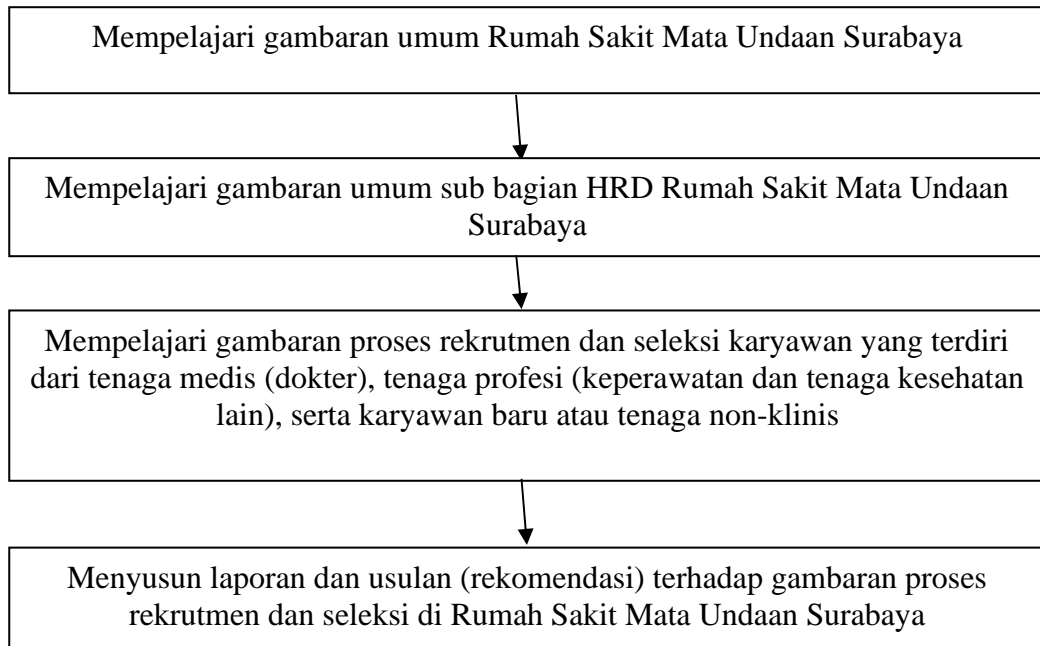 Mempelajari gambaran umum Rumah Sakit Mata Undaan Surabaya
Mempelajari gambaran umum sub bagian HRD Rumah Sakit Mata Undaan
Surabaya
Mempelajari gambaran proses rekrutmen dan seleksi karyawan yang terdiri
dari tenaga medis (dokter), tenaga profesi (keperawatan dan tenaga kesehatan
lain), serta karyawan baru atau tenaga non-klinis
Menyusun laporan dan usulan (rekomendasi) terhadap gambaran proses
rekrutmen dan seleksi di Rumah Sakit Mata Undaan Surabaya